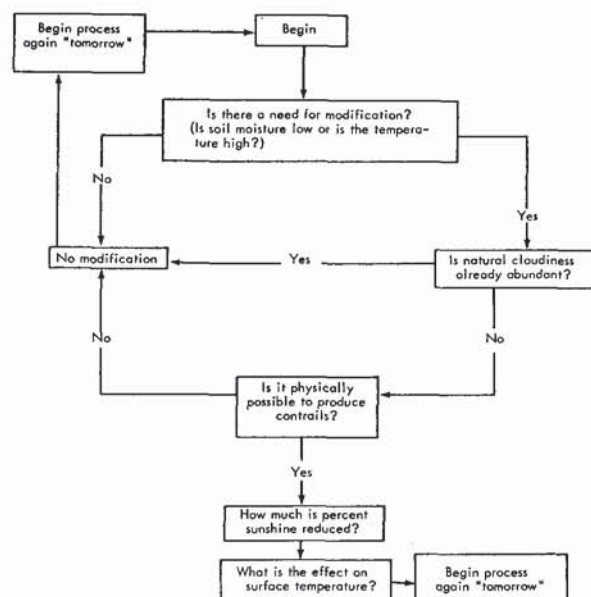 Begin process
again "tomorrow"
Begin
Is there a need for modification?
(Is soil moisture low or is the tempera-
ture high?)
No
Yes
No modification
Yes
Is natural cloudiness
already abundant?
No
No
Is it physically
possible to produce
contrails?
Yes
How much is percent
sunshine reduced?
What is the effect on
surface temperature?
Begin process
again "tomorrow"